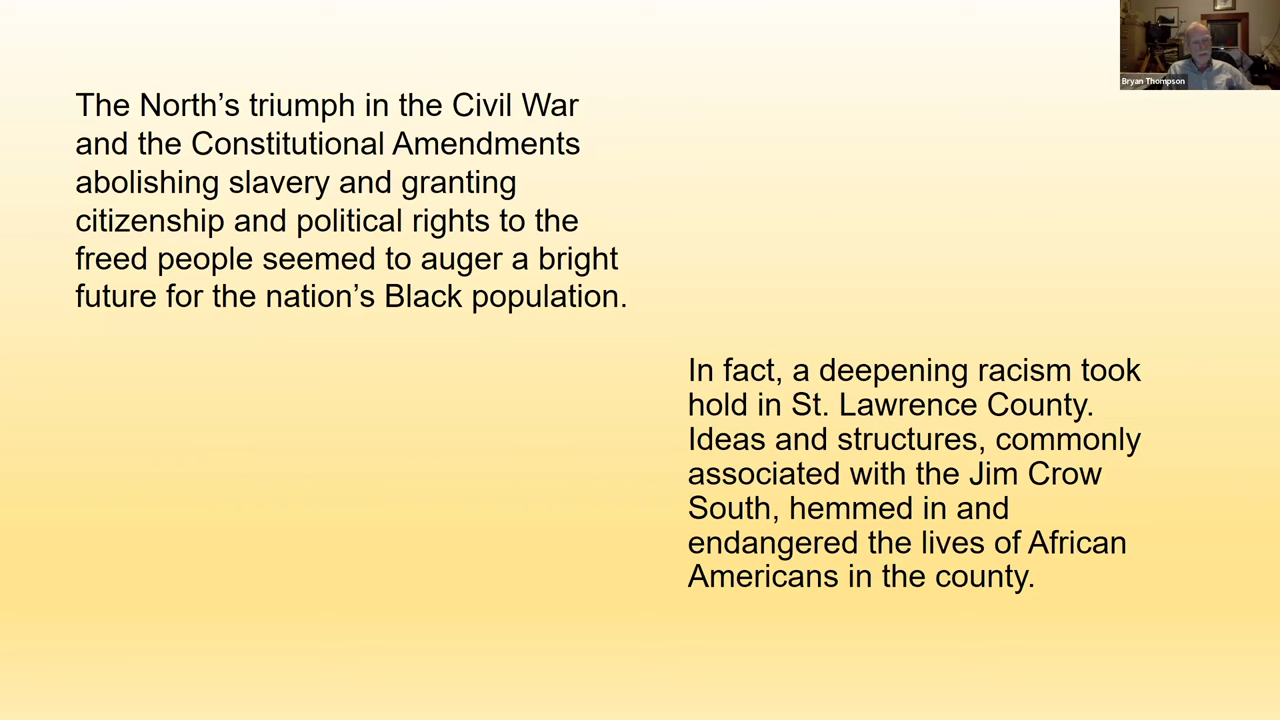 Bryan Thompson
The North’s triumph in the Civil War
and the Constitutional Amendments
abolishing slavery and granting
citizenship and political rights to the
freed people seemed to auger a bright
future for the nation’s Black population.
In fact, a deepening racism took
hold in St. Lawrence County.
Ideas and structures, commonly
associated with the Jim Crow
South, hemmed in and
endangered the lives of African
Americans in the county.